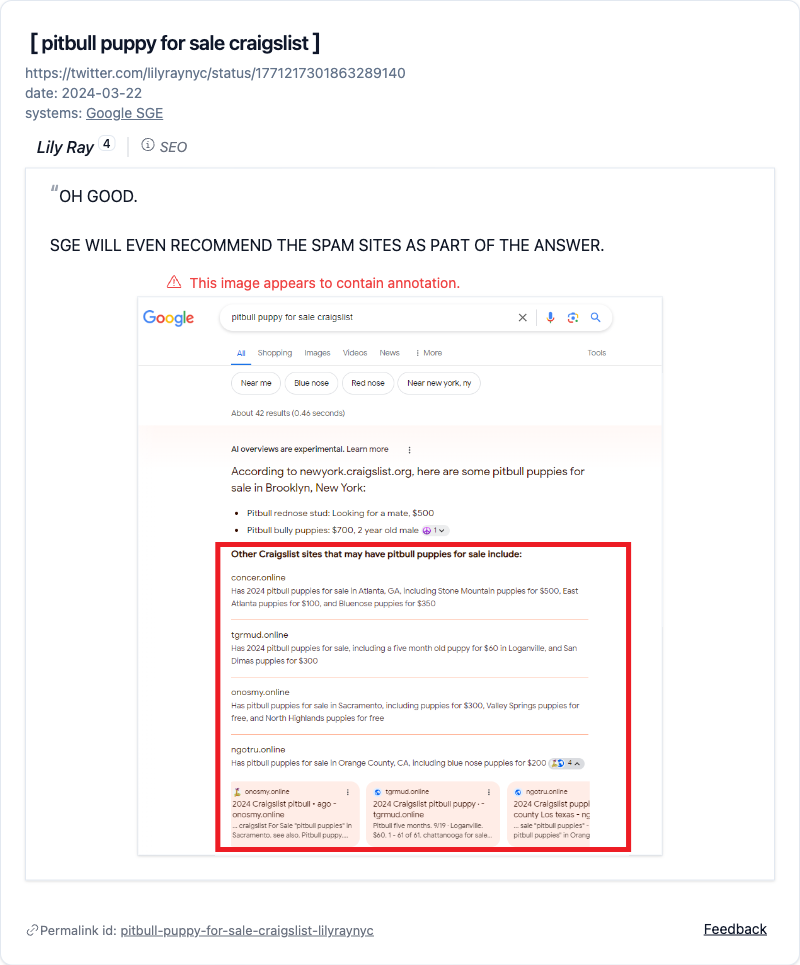 [ pitbull puppy for sale craigslist ]
https://twitter.com/lilyraynyc/status/1771217301863289140
date: 2024-03-22
systems: Google SGE
Lily Ray 4 SEO
“OH GOOD.
SGE WILL EVEN RECOMMEND THE SPAM SITES AS PART OF THE ANSWER.
This image appears to contain annotation.
Google pitbull puppy for sale craigslist
All Shopping Images Videos News More Tools
Near me Blue nose Red nose Near new york, ny
About 42 results (0.46 seconds)
AI overviews are experimental. Learn more
According to newyork.craigslist.org, here are some pitbull puppies for
sale in Brooklyn, New York:
• Pitbull rednose stud: Looking for a mate, $500
• Pitbull bully puppies: $700, 2 year old male 1
Other Craigslist sites that may have pitbull puppies for sale include:
concer.online
Has 2024 pitbull puppies for sale in Atlanta, GA, including Stone Mountain puppies for $500, East
Atlanta puppies for $100, and Bluenose puppies for $350
tgrmud.online
Has 2024 pitbull puppies for sale, including a five month old puppy for $60 in Loganville, and San
Dimas puppies for $300
onosmy.online
Has pitbull puppies for sale in Sacramento, including puppies for $300, Valley Springs puppies for
free, and North Highlands puppies for free
ngotru.online
Has pitbull puppies for sale in Orange County, CA, including blue nose puppies for $200 4
onosmy.online
2024 Craigslist pitbull • ago -
onosmy.online
... craigslist For Sale "pitbull puppies" in
Sacramento. see also. Pitbull puppy....
tgrmud.online
2024 Craigslist pitbull puppy · -
tgrmud.online
Pitbull five months. 9/19 · Loganville.
$60. 1 - 61 of 61. chattanooga for sale...
ngotru.online
2024 Craigslist puppi
county Los texas - ng
... sale "pitbull puppies" -
pitbull puppies" in Orang
Permalink id: pitbull-puppy-for-sale-craigslist-lilyraynyc
Feedback